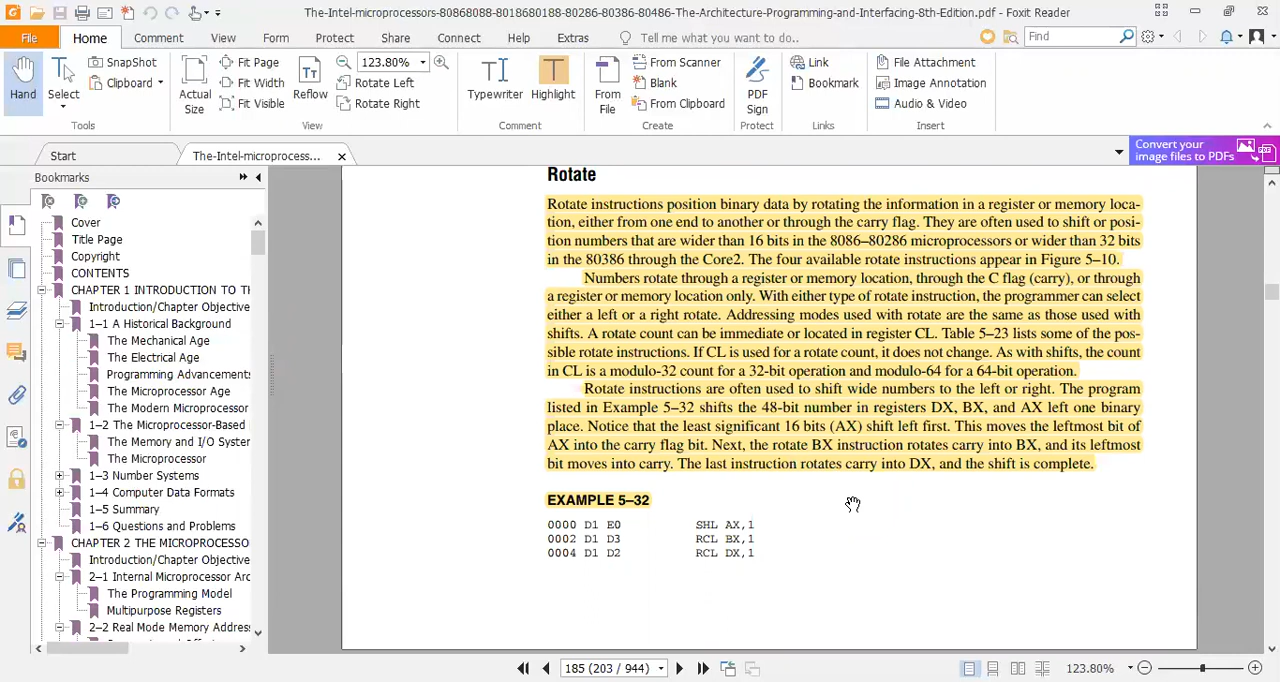 The-Intel-microprocessors-80868088-8018680188-80286-80386-80486-The-Architecture-Programming-and-Interfacing-8th-Edition.pdf - Foxit Reader
File Home Comment View Form Protect Share Connect Help Extras Tell me what you want to do.. Find
Hand
Select
SnapShot
Clipboard
Tools
Actual
Size
Fit Page
Fit Width
Fit Visible
Reflow
123.80%
Rotate Left
Rotate Right
View
Typewriter
Highlight
Comment
From
File
From Scanner
Blank
From Clipboard
Create
PDF
Sign
Protect
Link
Bookmark
Links
File Attachment
Image Annotation
Audio & Video
Insert
Start
The-Intel-microprocess...
Convert your
image files to PDFs
Bookmarks
Cover
Title Page
Copyright
CONTENTS
CHAPTER 1 INTRODUCTION TO TH
Introduction/Chapter Objective
1–1 A Historical Background
The Mechanical Age
The Electrical Age
Programming Advancements
The Microprocessor Age
The Modern Microprocessor
1–2 The Microprocessor-Based
The Memory and I/O System
The Microprocessor
1–3 Number Systems
1–4 Computer Data Formats
1–5 Summary
1–6 Questions and Problems
CHAPTER 2 THE MICROPROCESSO
Introduction/Chapter Objective
2–1 Internal Microprocessor Arc
The Programming Model
Multipurpose Registers
2–2 Real Mode Memory Address
Rotate
Rotate instructions position binary data by rotating the information in a register or memory loca-
tion, either from one end to another or through the carry flag. They are often used to shift or posi-
tion numbers that are wider than 16 bits in the 8086–80286 microprocessors or wider than 32 bits
in the 80386 through the Core2. The four available rotate instructions appear in Figure 5–10.
Numbers rotate through a register or memory location, through the C flag (carry), or through
a register or memory location only. With either type of rotate instruction, the programmer can select
either a left or a right rotate. Addressing modes used with rotate are the same as those used with
shifts. A rotate count can be immediate or located in register CL. Table 5–23 lists some of the pos-
sible rotate instructions. If CL is used for a rotate count, it does not change. As with shifts, the count
in CL is a modulo-32 count for a 32-bit operation and modulo-64 for a 64-bit operation.
Rotate instructions are often used to shift wide numbers to the left or right. The program
listed in Example 5–32 shifts the 48-bit number in registers DX, BX, and AX left one binary
place. Notice that the least significant 16 bits (AX) shift left first. This moves the leftmost bit of
AX into the carry flag bit. Next, the rotate BX instruction rotates carry into BX, and its leftmost
bit moves into carry. The last instruction rotates carry into DX, and the shift is complete.
EXAMPLE 5–32
0000 D1 E0 SHL AX,1
0002 D1 D3 RCL BX,1
0004 D1 D2 RCL DX,1
185 (203 / 944)
123.80%